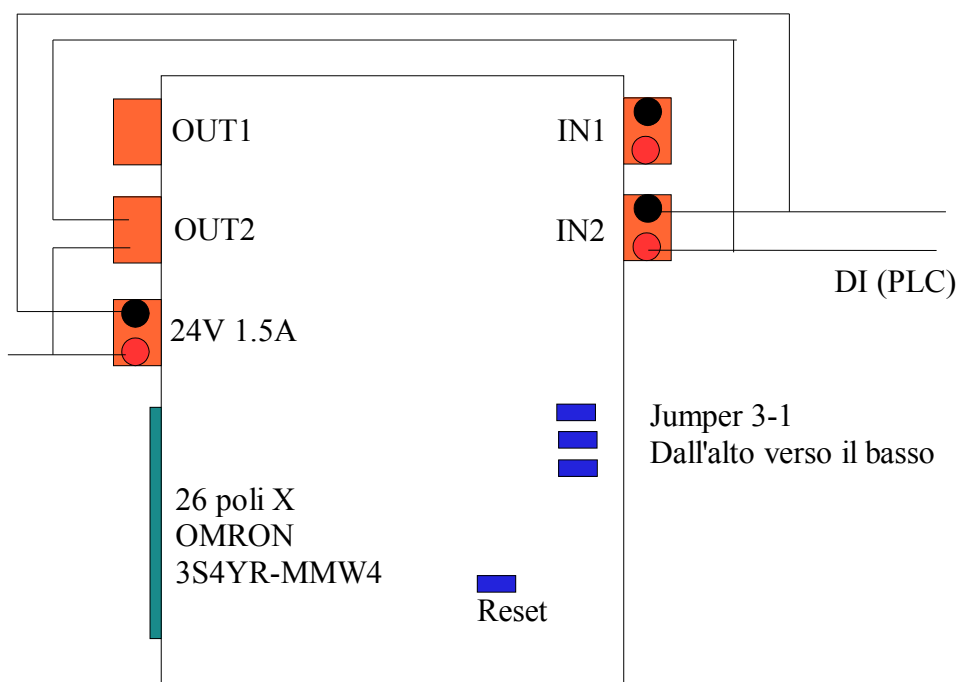 OUT1
IN1
OUT2
IN2
DI (PLC)
24V 1.5A
Jumper 3-1
Dall'alto verso il basso
26 poli X
OMRON
3S4YR-MMW4
Reset